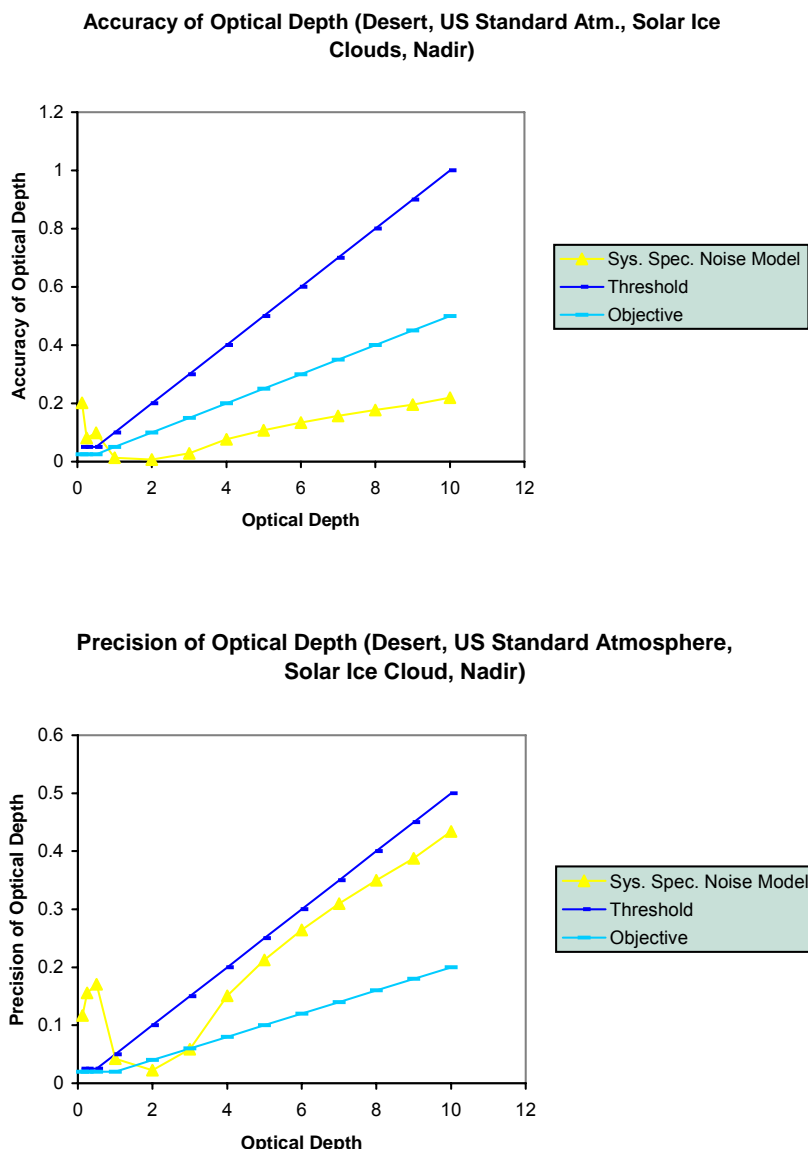 Accuracy of Optical Depth (Desert, US Standard Atm., Solar Ice
Clouds, Nadir)
1.2
1
0.8
0.6
0.4
0.2
0
0 2 4 6 8 10 12
Accuracy of Optical Depth
Optical Depth
Sys. Spec. Noise Model
Threshold
Objective
Precision of Optical Depth (Desert, US Standard Atmosphere,
Solar Ice Cloud, Nadir)
0.6
0.5
0.4
0.3
0.2
0.1
0
0 2 4 6 8 10 12
Precision of Optical Depth
Optical Depth
Sys. Spec. Noise Model
Threshold
Objective